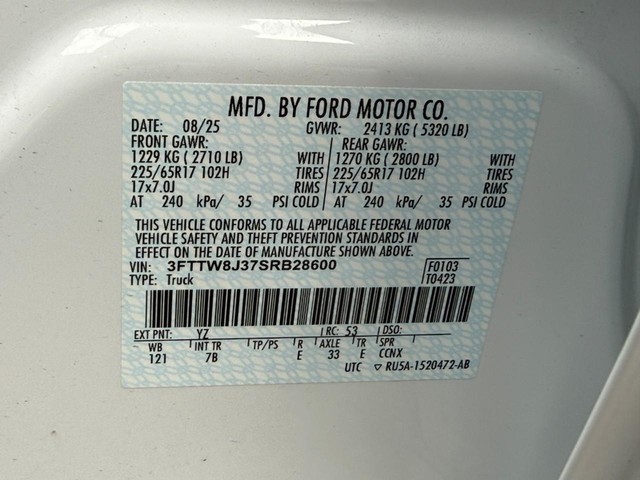 MFD. BY FORD MOTOR CO.
DATE: 08/25 GVWR: 2413 KG ( 5320 LB)
FRONT GAWR: REAR GAWR:
1229 KG ( 2710 LB) WITH 1270 KG ( 2800 LB) WITH
225/65R17 102H TIRES 225/65R17 102H TIRES
17x7.0J RIMS 17x7.0J RIMS
AT 240 kPa/ 35 PSI COLD AT 240 kPa/ 35 PSI COLD
THIS VEHICLE CONFORMS TO ALL APPLICABLE FEDERAL MOTOR
VEHICLE SAFETY AND THEFT PREVENTION STANDARDS IN
EFFECT ON THE DATE OF MANUFACTURE SHOWN ABOVE.
VIN: 3FTTW8J37SRB28600 F0103
TYPE: Truck T0423
EXT PNT: YZ RC: 53 DSO:
WB INT TR TP/PS R AXLE TR SPR
121 7B E 33 E CCNX
UTC ▽ RU5A-1520472-AB